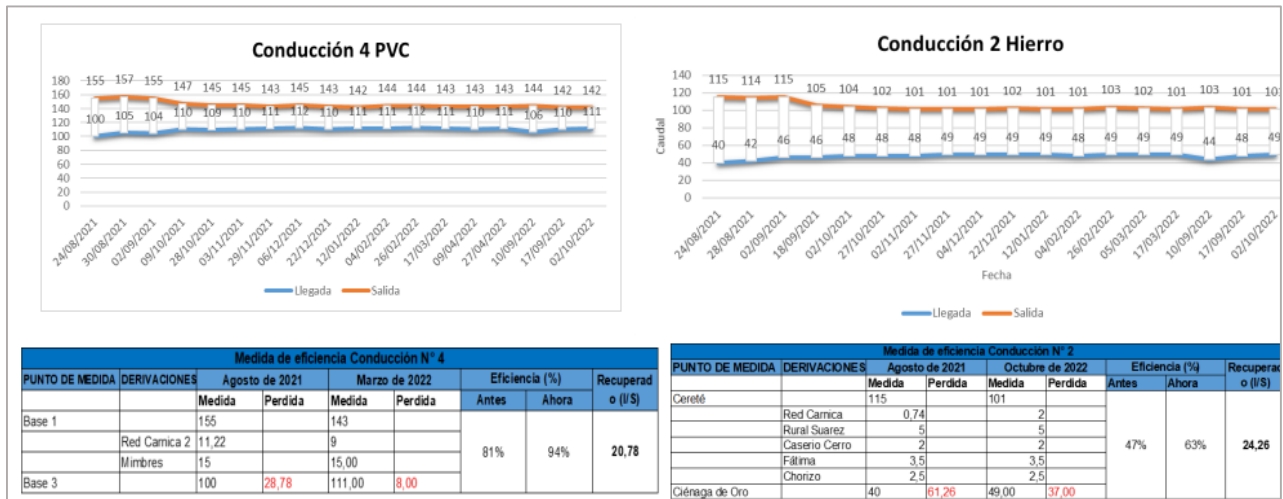 Conducción 4 PVC
180
160
140
120
100
80
60
40
20
0
155 157 155 147 145 145 143 145 143 142 144 144 143 143 143 144 142 142
100 105 104 110 109 110 111 112 110 111 111 112 111 110 111 106 110 111
24/08/2021 30/08/2021 02/09/2021 09/10/2021 28/10/2021 03/11/2021 29/11/2021 06/12/2021 22/12/2021 12/01/2022 04/02/2022 26/02/2022 17/03/2022 09/04/2022 27/04/2022 10/09/2022 17/09/2022 02/10/2022
Llegada Salida
Conducción 2 Hierro
140
120
100
80
60
40
20
0
Caudal
115 114 115 105 104 102 101 101 101 102 101 101 103 102 101 103 101 103
40 42 46 46 48 48 48 49 49 49 49 48 49 49 49 44 48 49
24/08/2021 28/08/2021 02/09/2021 18/09/2021 02/10/2021 27/10/2021 02/11/2021 27/11/2021 04/12/2021 22/12/2021 12/01/2022 04/02/2022 26/02/2022 05/03/2022 17/03/2022 10/09/2022 17/09/2022 02/10/2022
Fecha
Llegada Salida
Medida de eficiencia Conducción N° 4
PUNTO DE MEDIDA DERIVACIONES Agosto de 2021 Marzo de 2022 Eficiencia (%) Recuperad
Medida Perdida Medida Perdida Antes Ahora o (l/S)
Base 1 155 143
Red Carnica 2 11,22 9
81% 94% 20,78
Mimbres 15 15,00
Base 3 100 28,78 111,00 8,00
Medida de eficiencia Conducción N° 2
PUNTO DE MEDIDA DERIVACIONES Agosto de 2021 Octubre de 2022 Eficiencia (%) Recuperad
Medida Perdida Medida Perdida Antes Ahora o (l/S)
Cereté 115 101
Red Carnica 0,74 2
Rural Suarez 5 5
Caserio Cerro 2 2 47% 63% 24,26
Fátima 3,5 3,5
Chorizo 2,5 2,5
Ciénaga de Oro 40 61,26 49,00 37,00